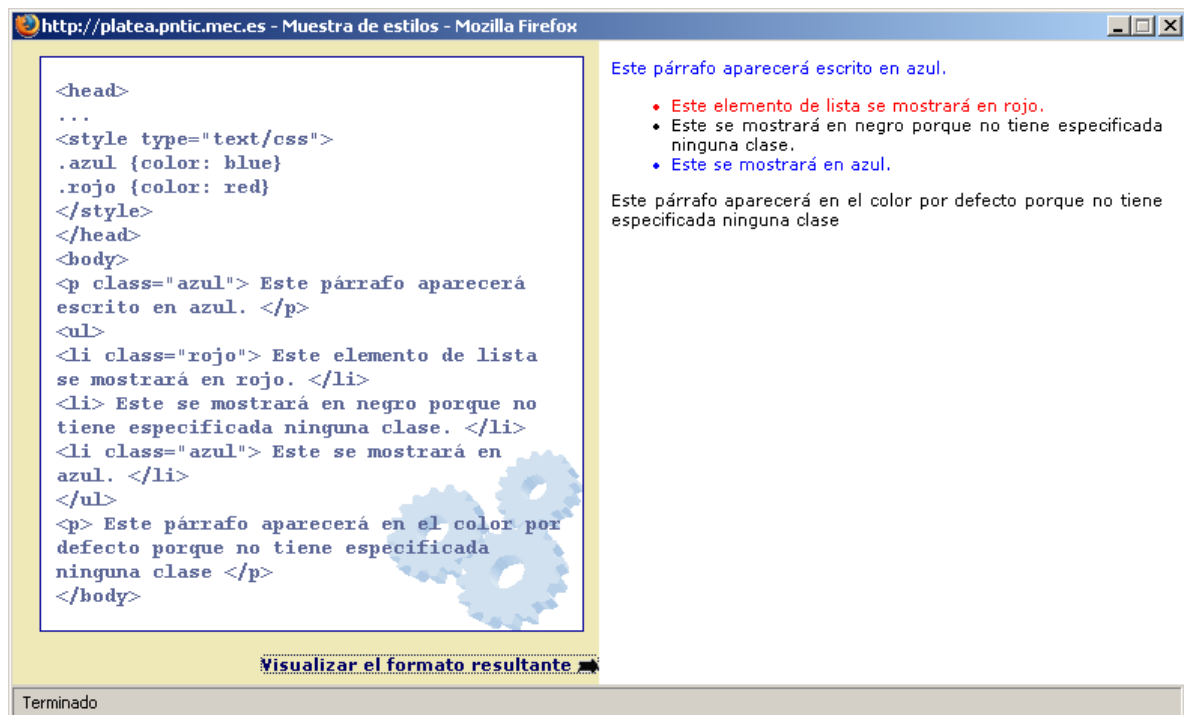 http://platea.pntic.mec.es - Muestra de estilos - Mozilla Firefox
<head>
...
<style type="text/css">
.azul {color: blue}
.rojo {color: red}
</style>
</head>
<body>
<p class="azul"> Este párrafo aparecerá
escrito en azul. </p>
<ul>
<li class="rojo"> Este elemento de lista
se mostrará en rojo. </li>
<li> Este se mostrará en negro porque no
tiene especificada ninguna clase. </li>
<li class="azul"> Este se mostrará en
azul. </li>
</ul>
<p> Este párrafo aparecerá en el color por
defecto porque no tiene especificada
ninguna clase </p>
</body>
Visualizar el formato resultante
Este párrafo aparecerá escrito en azul.
• Este elemento de lista se mostrará en rojo.
• Este se mostrará en negro porque no tiene especificada
ninguna clase.
• Este se mostrará en azul.
Este párrafo aparecerá en el color por defecto porque no tiene
especificada ninguna clase
Terminado